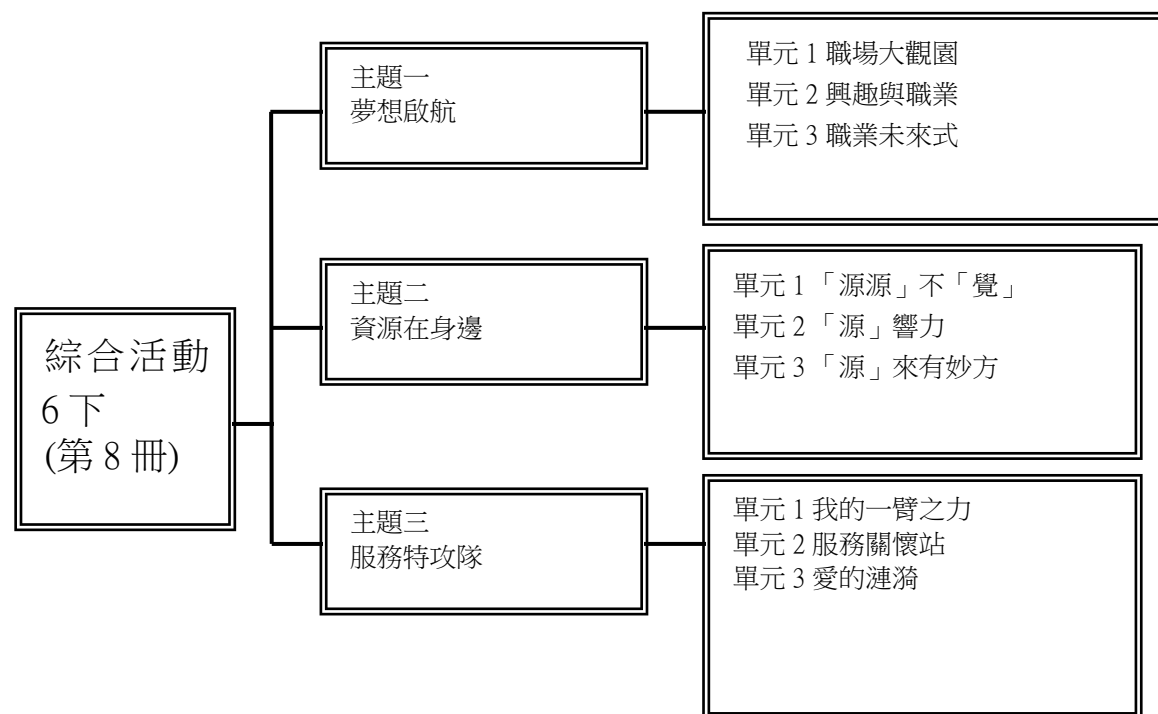 綜合活動
6 下
(第 8 冊)
主題一
夢想啟航
單元 1 職場大觀園
單元 2 興趣與職業
單元 3 職業未來式
主題二
資源在身邊
單元 1 「源源」不「覺」
單元 2 「源」響力
單元 3 「源」來有妙方
主題三
服務特攻隊
單元 1 我的一臂之力
單元 2 服務關懷站
單元 3 愛的漣漪